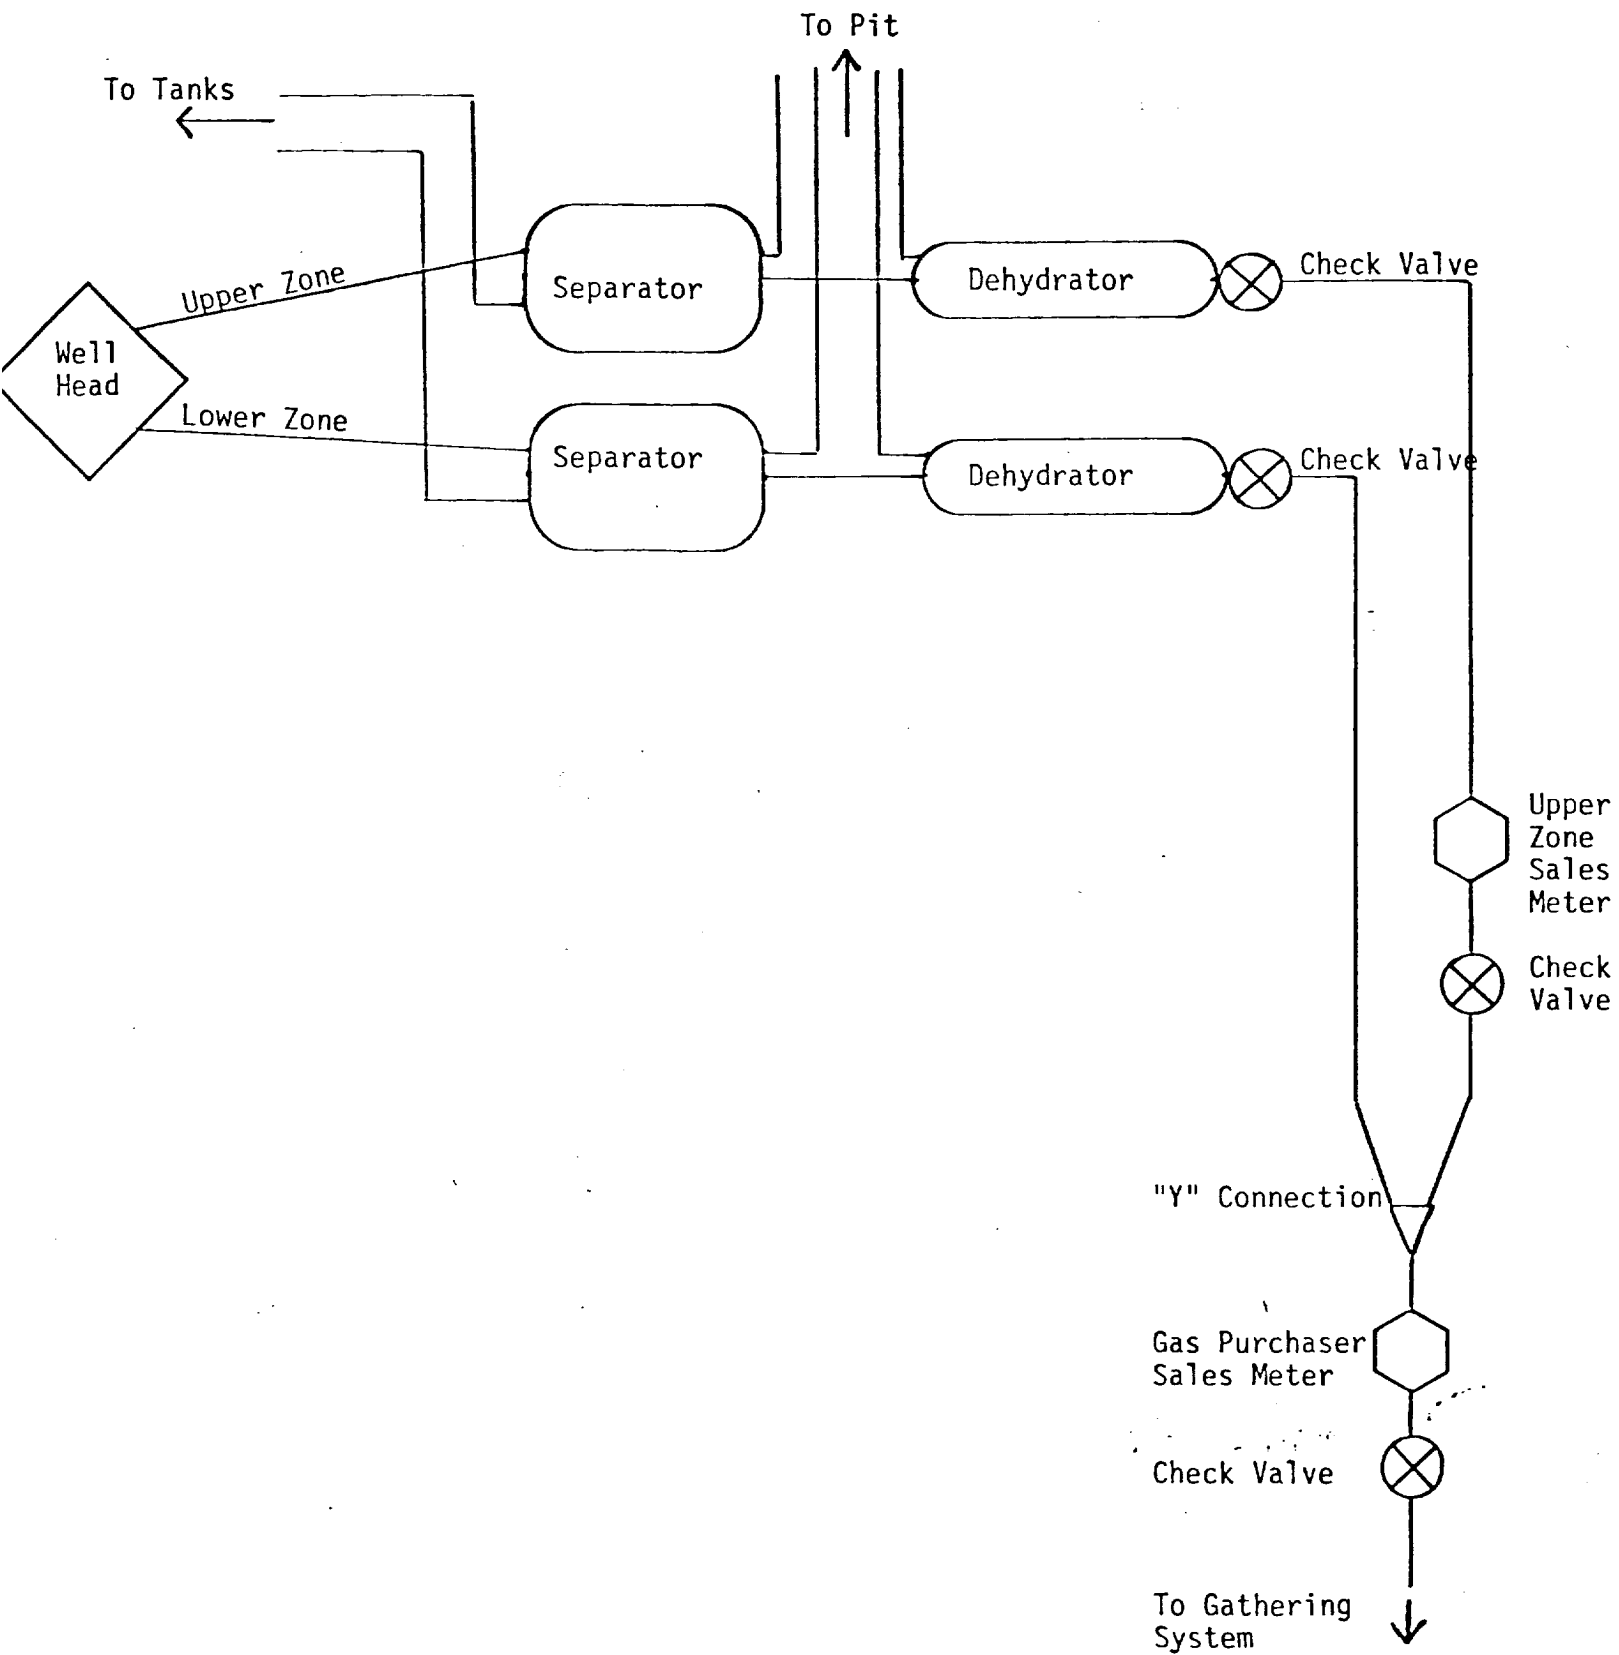 To Pit
To Tanks
Upper Zone
Separator
Dehydrator
Check Valve
Well
Head
Lower Zone
Separator
Dehydrator
Check Valve
Upper
Zone
Sales
Meter
Check
Valve
"Y" Connection
Gas Purchaser
Sales Meter
Check Valve
To Gathering
System